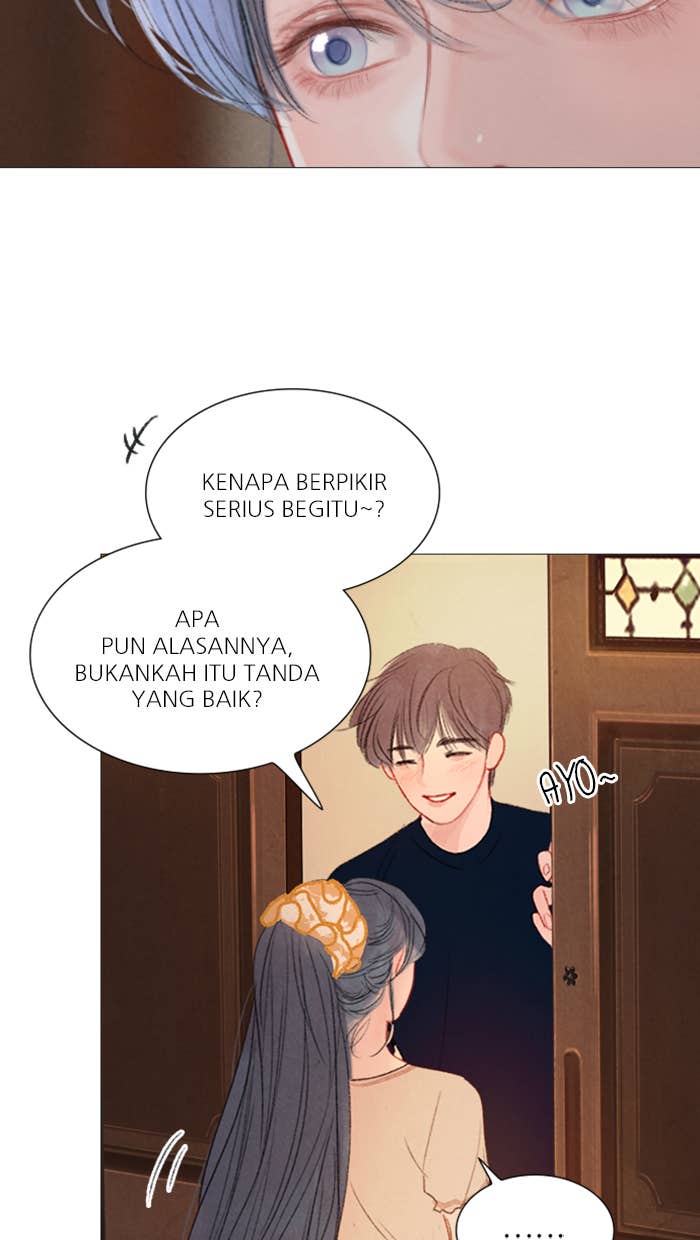 KENAPA BERPIKIR
SERIUS BEGITU~?
APA
PUN ALASANNYA,
BUKANKAH ITU TANDA
YANG BAIK?
AYO~
......